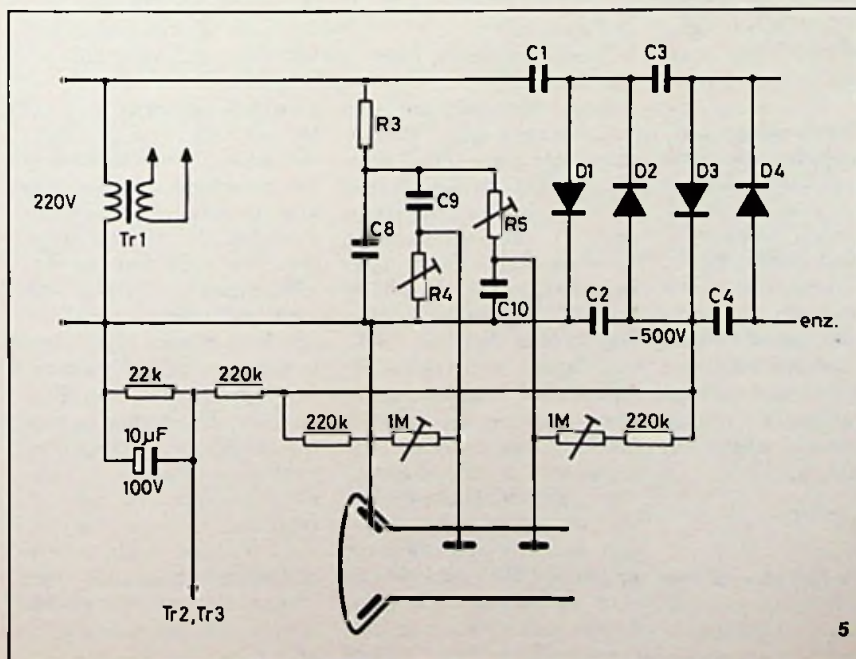 C1
C3
R3
D1
D2
D3
D4
220V
C9
R5
Tr1
C8
R4
C10
C2
C4
-500V
enz.
22k
220k
220k
1M
1M
220k
10µF
100V
Tr2,Tr3
5